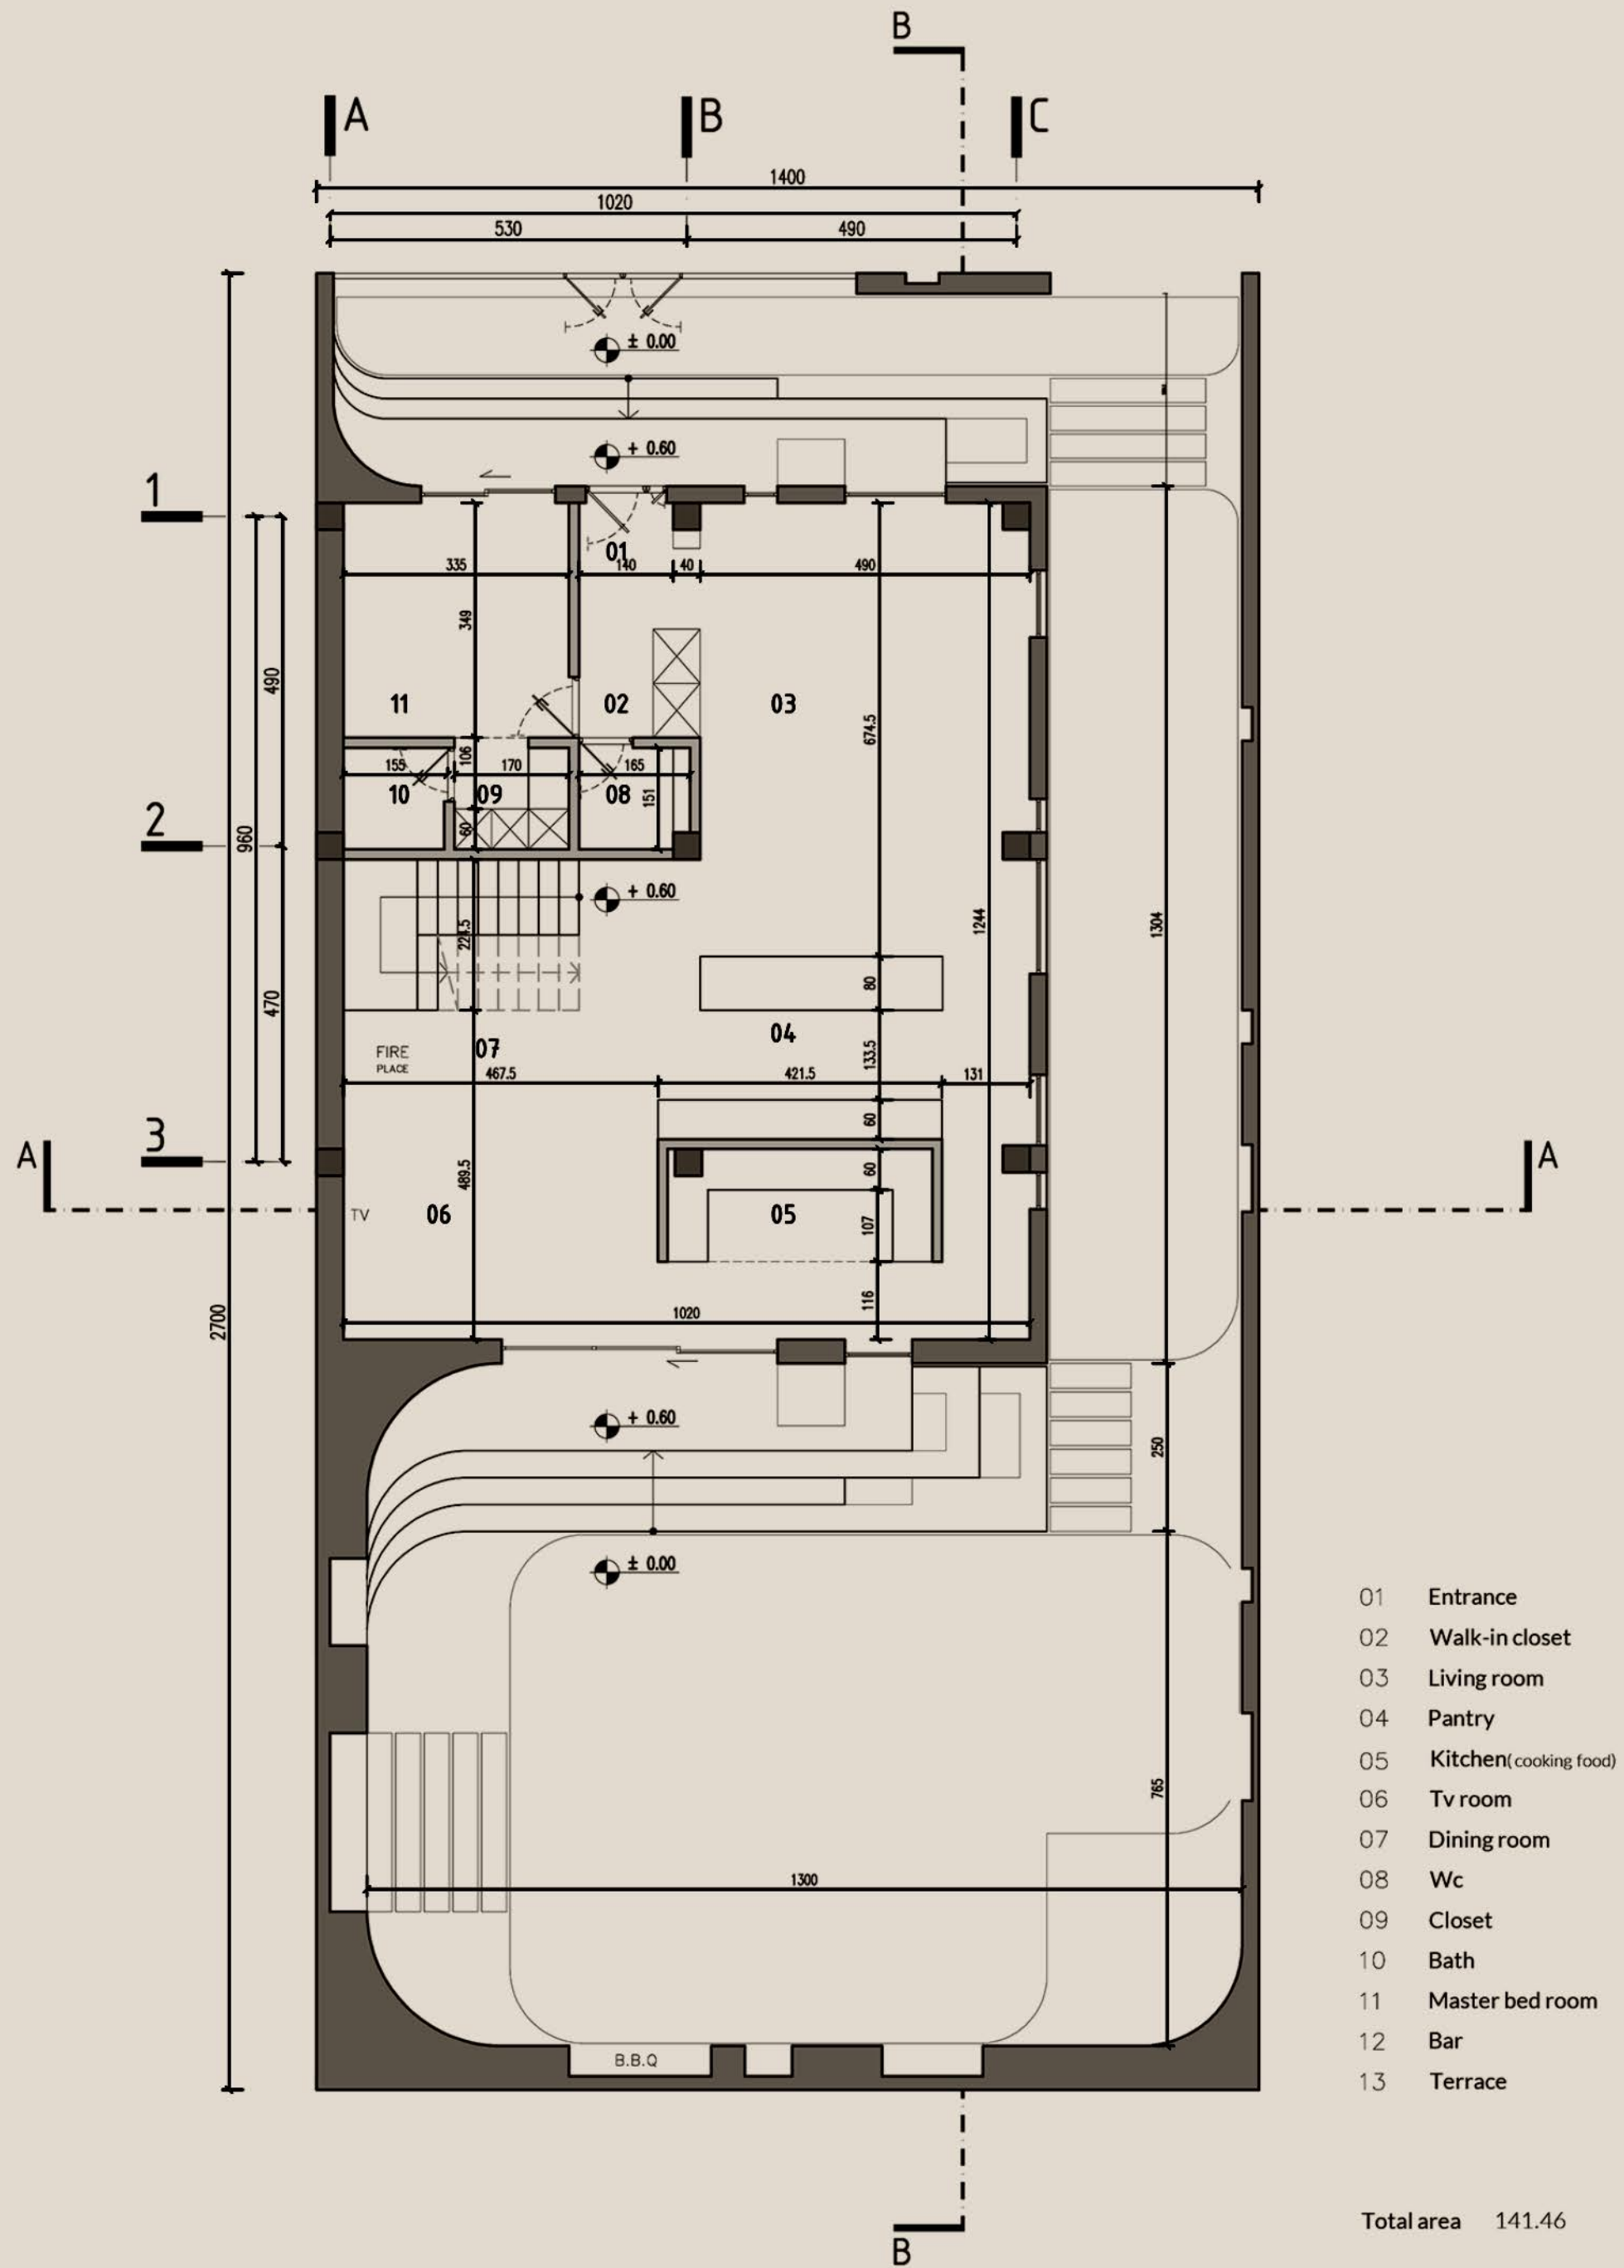 B
A B C
1400
1020
530 490
± 0.00
+ 0.60
1
01
335 140 40 490
349
490
11 02 03
674.5
106
155 170 165
10 09 08
151
60
2
960
+ 0.60
224.5
1244
1304
80
470
04
07
FIRE
PLACE
133.5
467.5 421.5 131
60
3
A A
489.5
60
TV 06 05
107
116
2700
1020
+ 0.60
250
± 0.00
765
1300
B.B.Q
01 Entrance
02 Walk-in closet
03 Living room
04 Pantry
05 Kitchen( cooking food)
06 Tv room
07 Dining room
08 Wc
09 Closet
10 Bath
11 Master bed room
12 Bar
13 Terrace
Total area 141.46
B